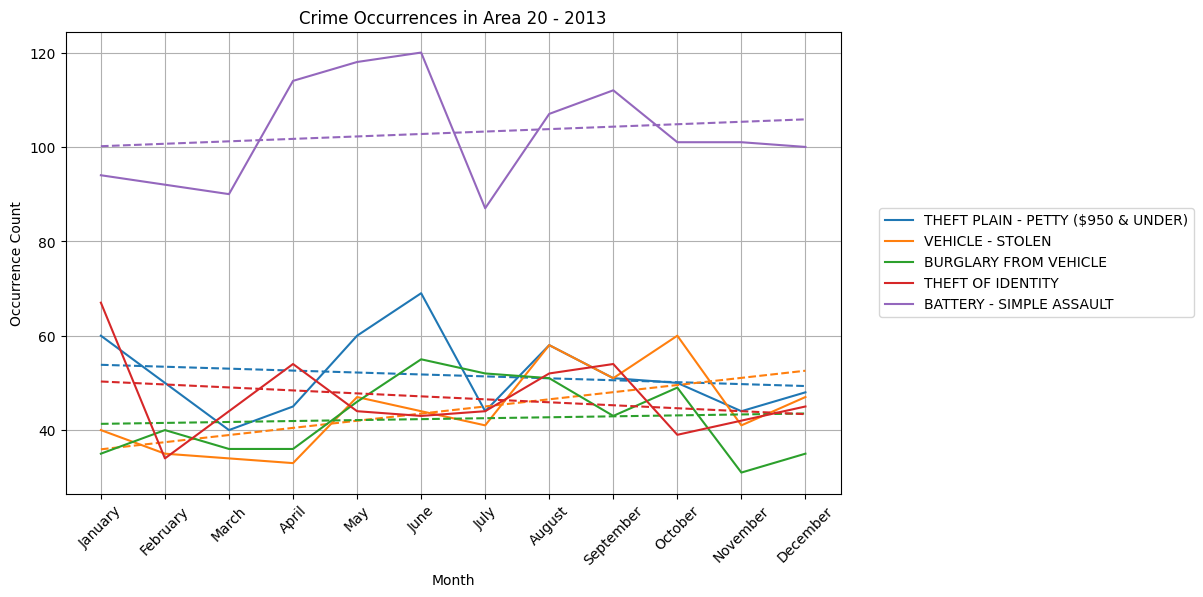 Crime Occurrences in Area 20 - 2013
Occurrence Count
120
100
80
60
40
January
February
March
April
May
June
July
August
September
October
November
December
Month
THEFT PLAIN - PETTY ($950 & UNDER)
VEHICLE - STOLEN
BURGLARY FROM VEHICLE
THEFT OF IDENTITY
BATTERY - SIMPLE ASSAULT